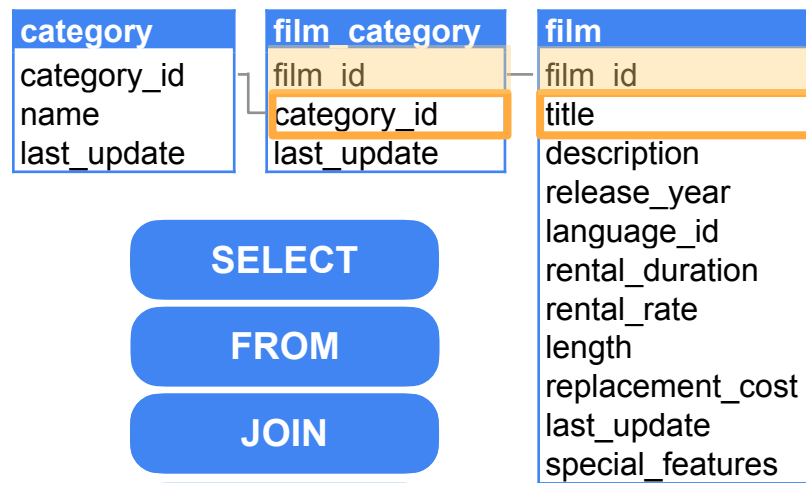 category
category_id
name
last_update
film_category
film_id
category_id
last_update
film
film_id
title
description
release_year
language_id
rental_duration
rental_rate
length
replacement_cost
last_update
special_features
SELECT
FROM
JOIN